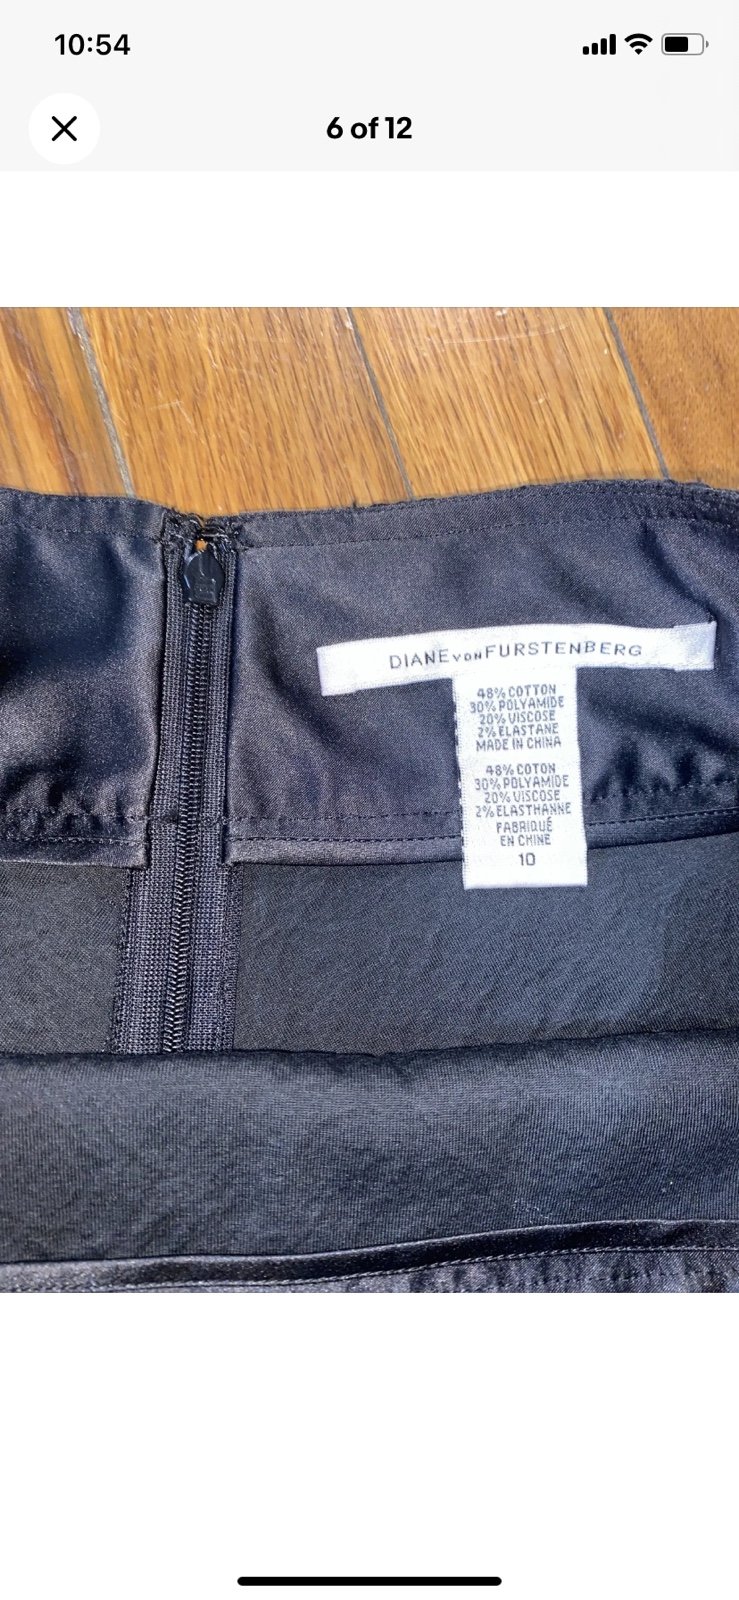 10:54
6 of 12
DIANE VON FURSTENBERG
48% COTTON
30% POLYAMIDE
20% VISCOSE
2% ELASTANE
MADE IN CHINA
48% COTON
30% POLYAMIDE
20% VISCOSE
2% ELASTHANNE
FABRIQUÉ
EN CHINE
10